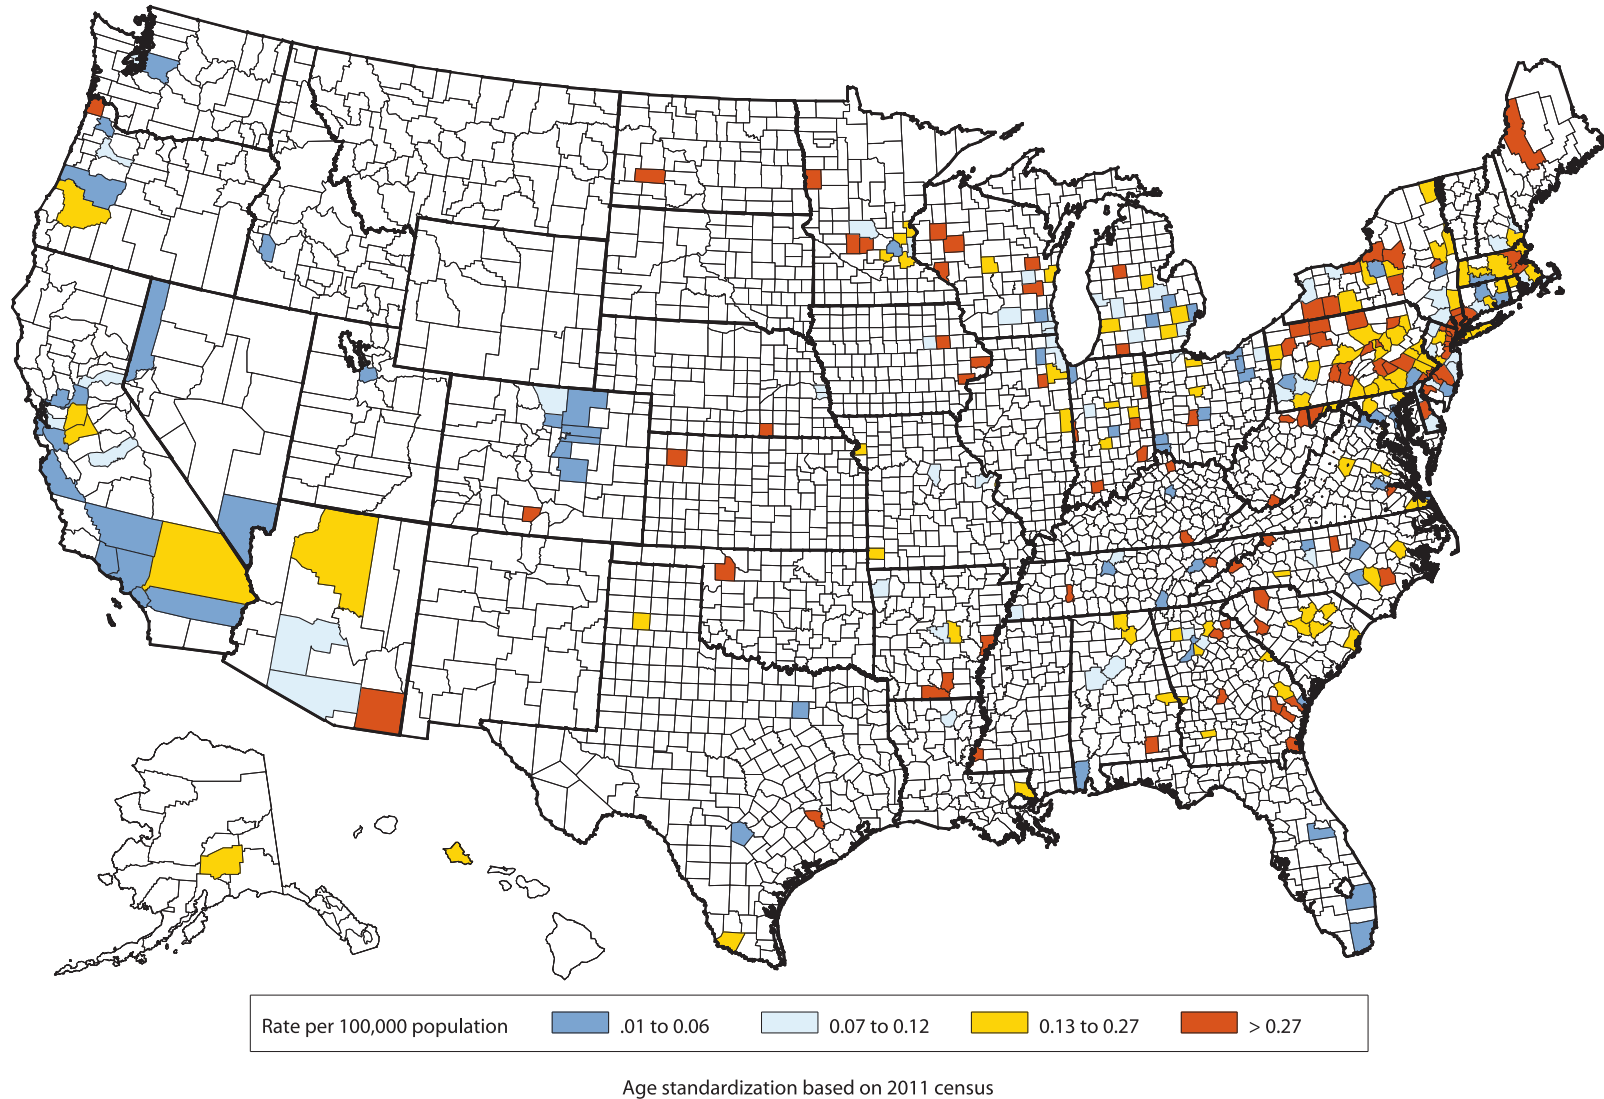 Rate per 100,000 population .01 to 0.06 0.07 to 0.12 0.13 to 0.27 > 0.27
Age standardization based on 2011 census